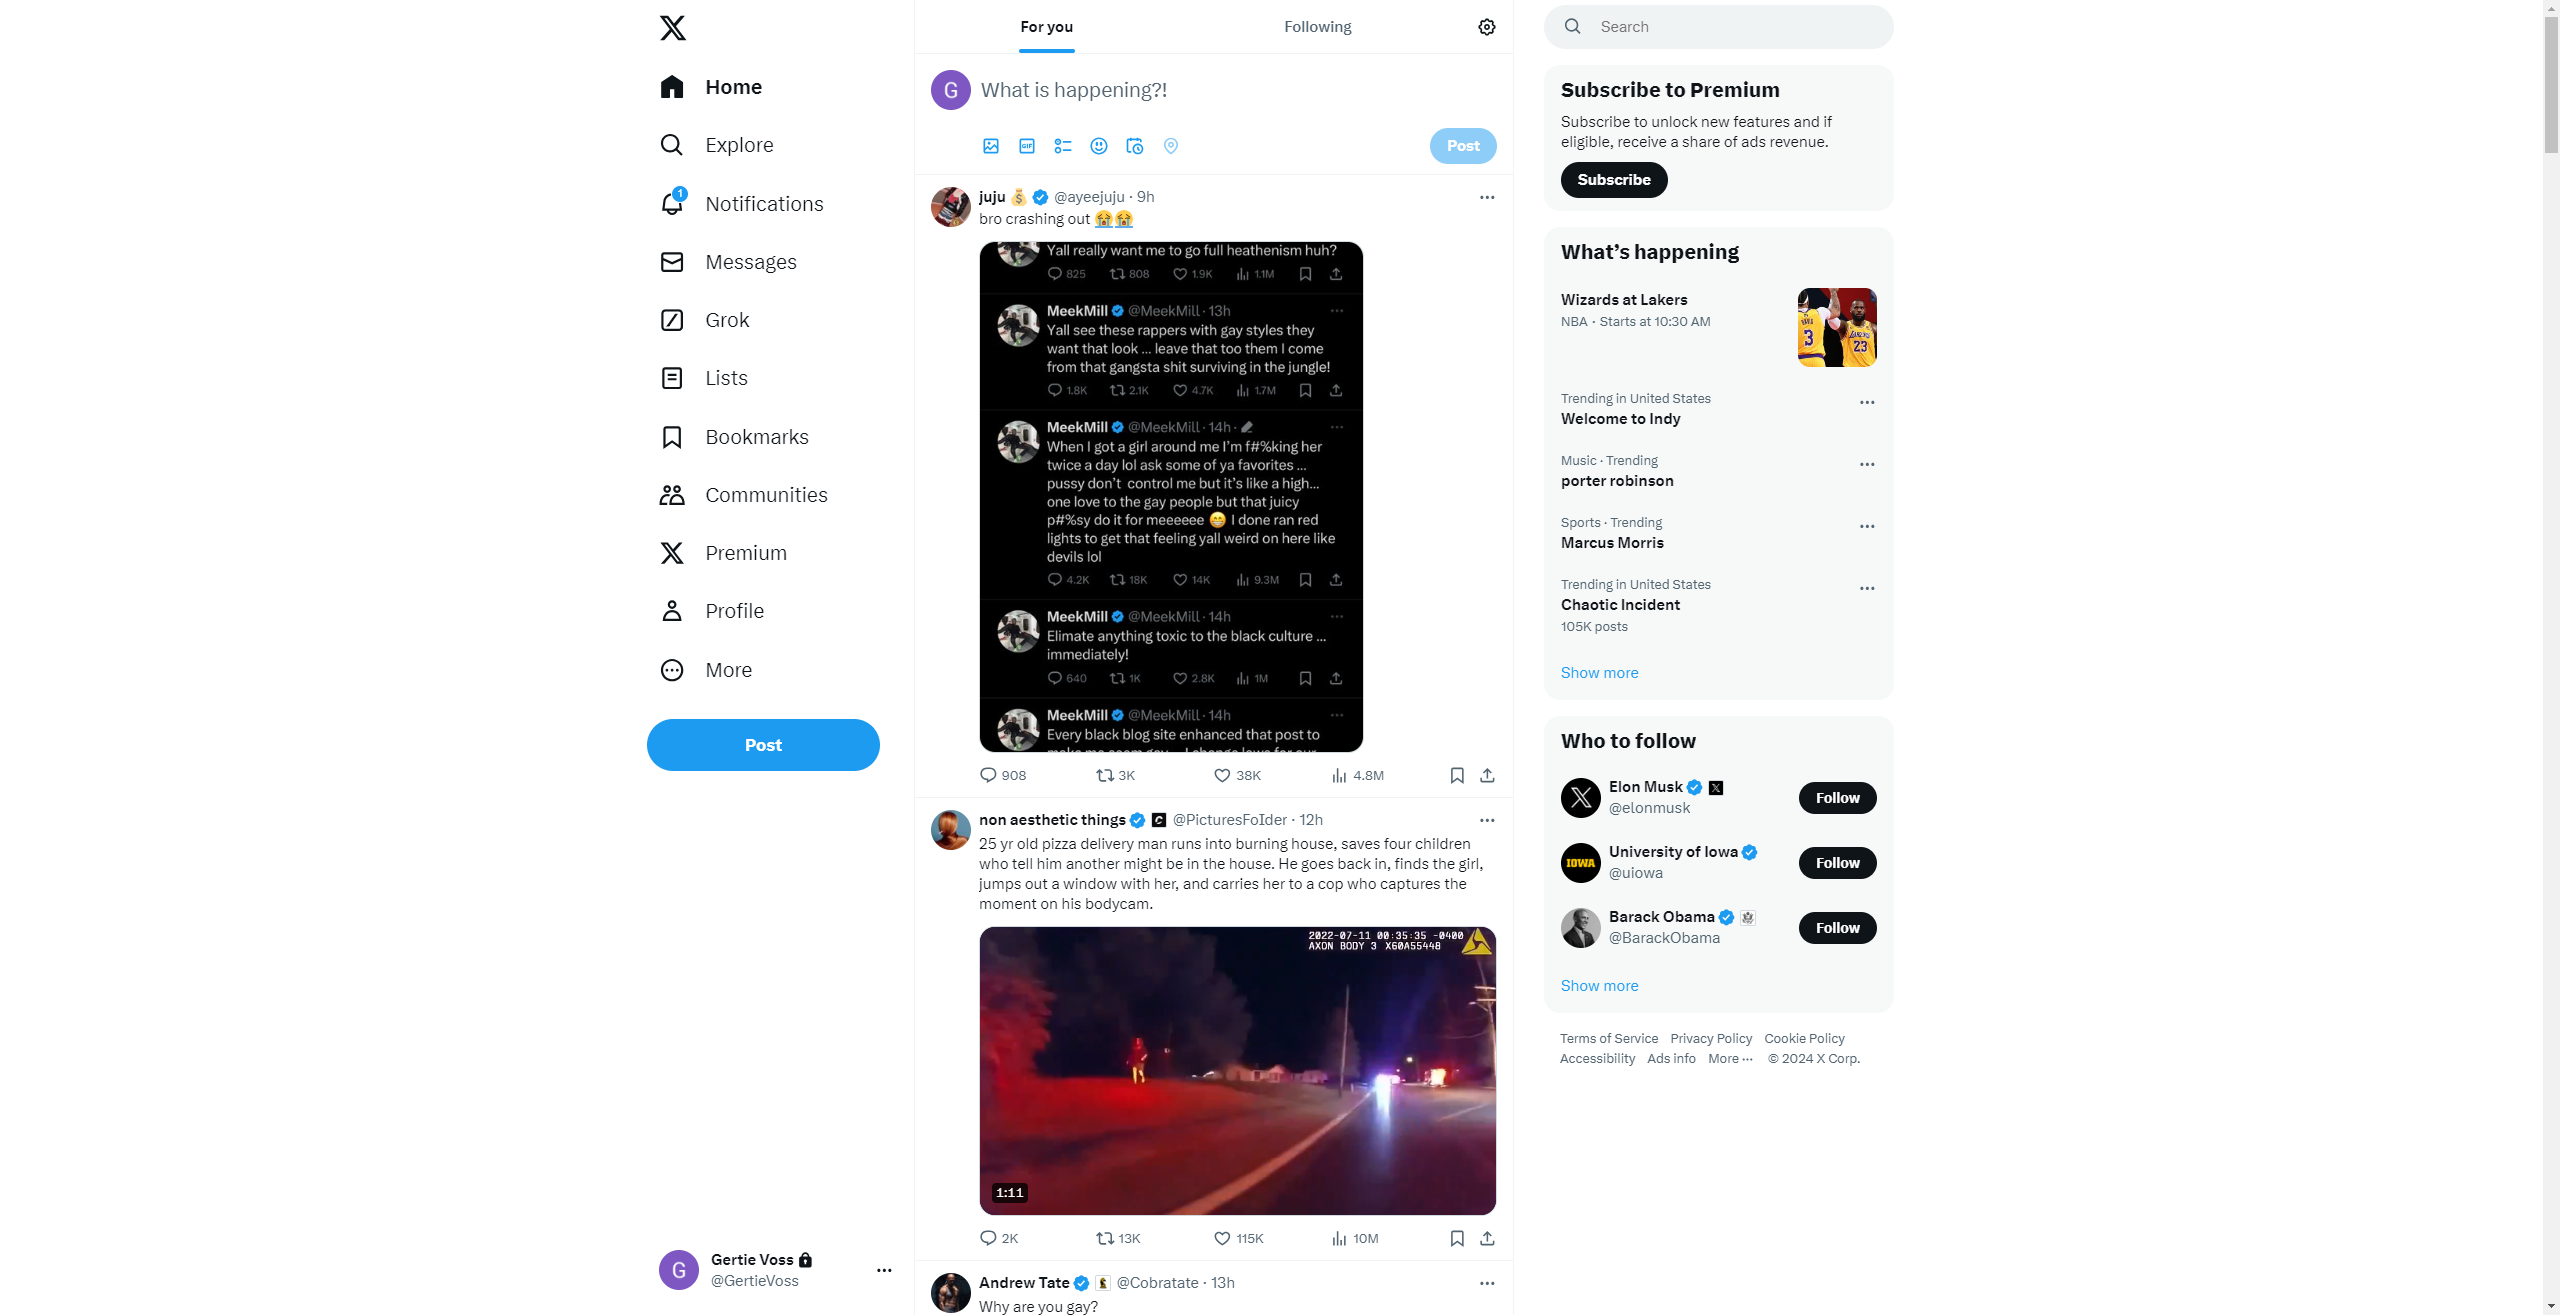 Home
Explore
1
Notifications
Messages
Grok
Lists
Bookmarks
Communities
Premium
Profile
More
Post
G
Gertie Voss
@GertieVoss
For you
Following
G
What is happening?!
GIF
Post
juju 💰 @ayeejuju · 9h
bro crashing out 😭😭
Yall really want me to go full heathenism huh?
825 808 1.9K 1.1M
MeekMill @MeekMill · 13h
Yall see these rappers with gay styles they
want that look ... leave that too them I come
from that gangsta shit surviving in the jungle!
1.8K 2.1K 4.7K 1.7M
MeekMill @MeekMill · 14h ·
When I got a girl around me I'm f#%king her
twice a day lol ask some of ya favorites ...
pussy don't control me but it's like a high...
one love to the gay people but that juicy
p#%sy do it for meeeeee 😁 I done ran red
lights to get that feeling yall weird on here like
devils lol
4.2K 18K 14K 9.3M
MeekMill @MeekMill · 14h
Elimate anything toxic to the black culture ...
immediately!
640 1K 2.8K 1M
MeekMill @MeekMill · 14h
Every black blog site enhanced that post to
908 3K 38K 4.8M
non aesthetic things @PicturesFoIder · 12h
25 yr old pizza delivery man runs into burning house, saves four children
who tell him another might be in the house. He goes back in, finds the girl,
jumps out a window with her, and carries her to a cop who captures the
moment on his bodycam.
2022-07-11 00:35:35 -0400
AXON BODY 3 X60A55448
1:11
2K 13K 115K 10M
Andrew Tate @Cobratate · 13h
Why are you gay?
Search
Subscribe to Premium
Subscribe to unlock new features and if
eligible, receive a share of ads revenue.
Subscribe
What's happening
Wizards at Lakers
NBA · Starts at 10:30 AM
3
23
Trending in United States
Welcome to Indy
Music · Trending
porter robinson
Sports · Trending
Marcus Morris
Trending in United States
Chaotic Incident
105K posts
Show more
Who to follow
Elon Musk
@elonmusk
Follow
IOWA
University of Iowa
@uiowa
Follow
Barack Obama
@BarackObama
Follow
Show more
Terms of Service Privacy Policy Cookie Policy
Accessibility Ads info More ··· © 2024 X Corp.